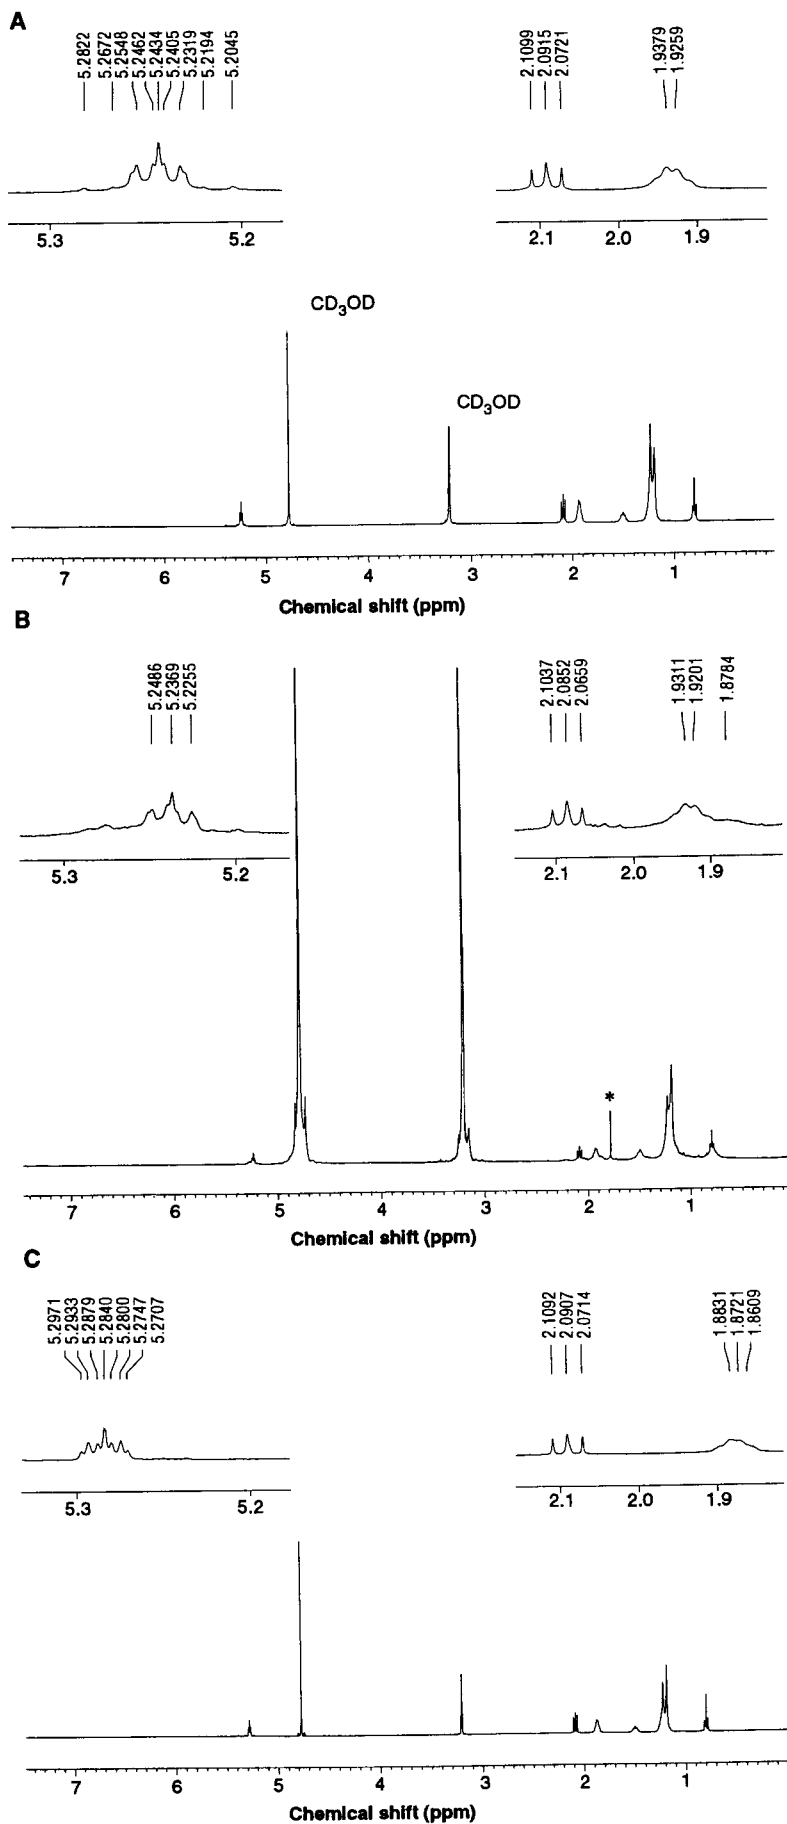 A
5.2822
5.2672
5.2548
5.2462
5.2434
5.2405
5.2319
5.2194
5.2045
2.1099
2.0915
2.0721
1.9379
1.9259
5.3 5.2
2.1 2.0 1.9
CD3OD
CD3OD
7 6 5 4 3 2 1
Chemical shift (ppm)
B
5.2486
5.2369
5.2255
2.1037
2.0852
2.0659
1.9311
1.9201
1.8784
5.3 5.2
2.1 2.0 1.9
*
7 6 5 4 3 2 1
Chemical shift (ppm)
C
5.2971
5.2933
5.2879
5.2840
5.2800
5.2747
5.2707
2.1092
2.0907
2.0714
1.8831
1.8721
1.8609
5.3 5.2
2.1 2.0 1.9
7 6 5 4 3 2 1
Chemical shift (ppm)